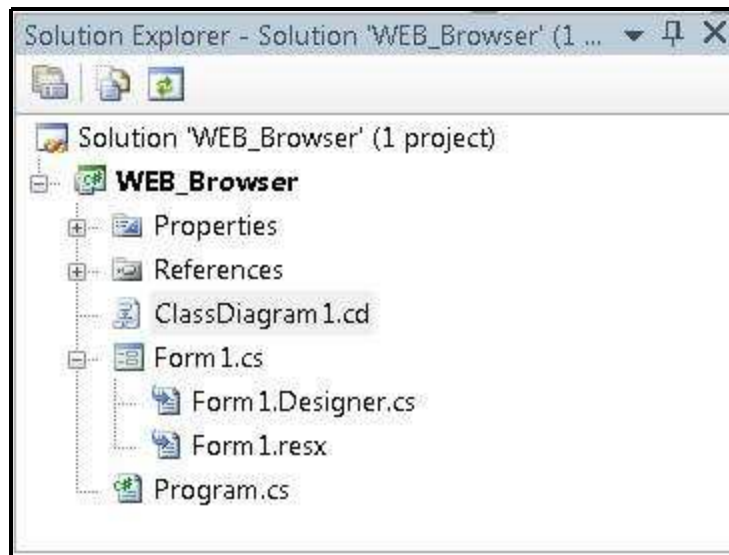 Solution Explorer - Solution 'WEB_Browser' (1 ...
Solution 'WEB_Browser' (1 project)
WEB_Browser
Properties
References
ClassDiagram1.cd
Form1.cs
Form1.Designer.cs
Form1.resx
Program.cs